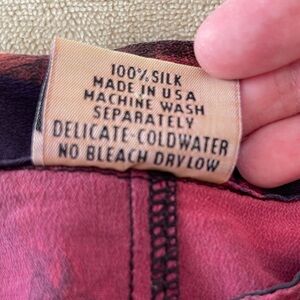 100% SILK
MADE IN USA
MACHINE WASH
SEPARATELY
DELICATE-COLDWATER
NO BLEACH DRY LOW